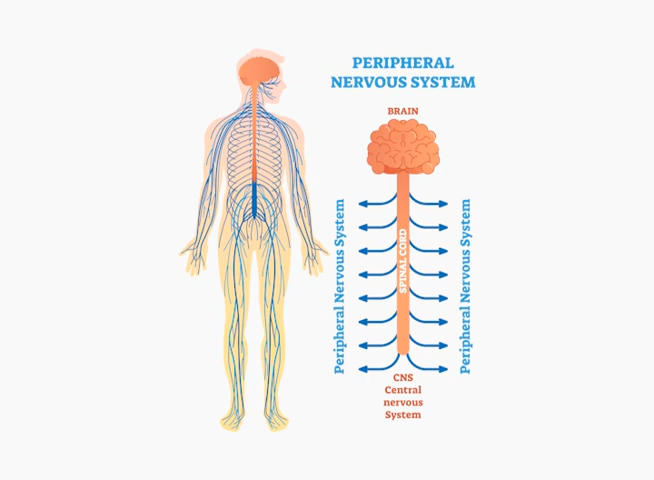 PERIPHERAL
NERVOUS SYSTEM
BRAIN
Peripheral Nervous System
SPINAL CORD
Peripheral Nervous System
CNS
Central
nervous
System